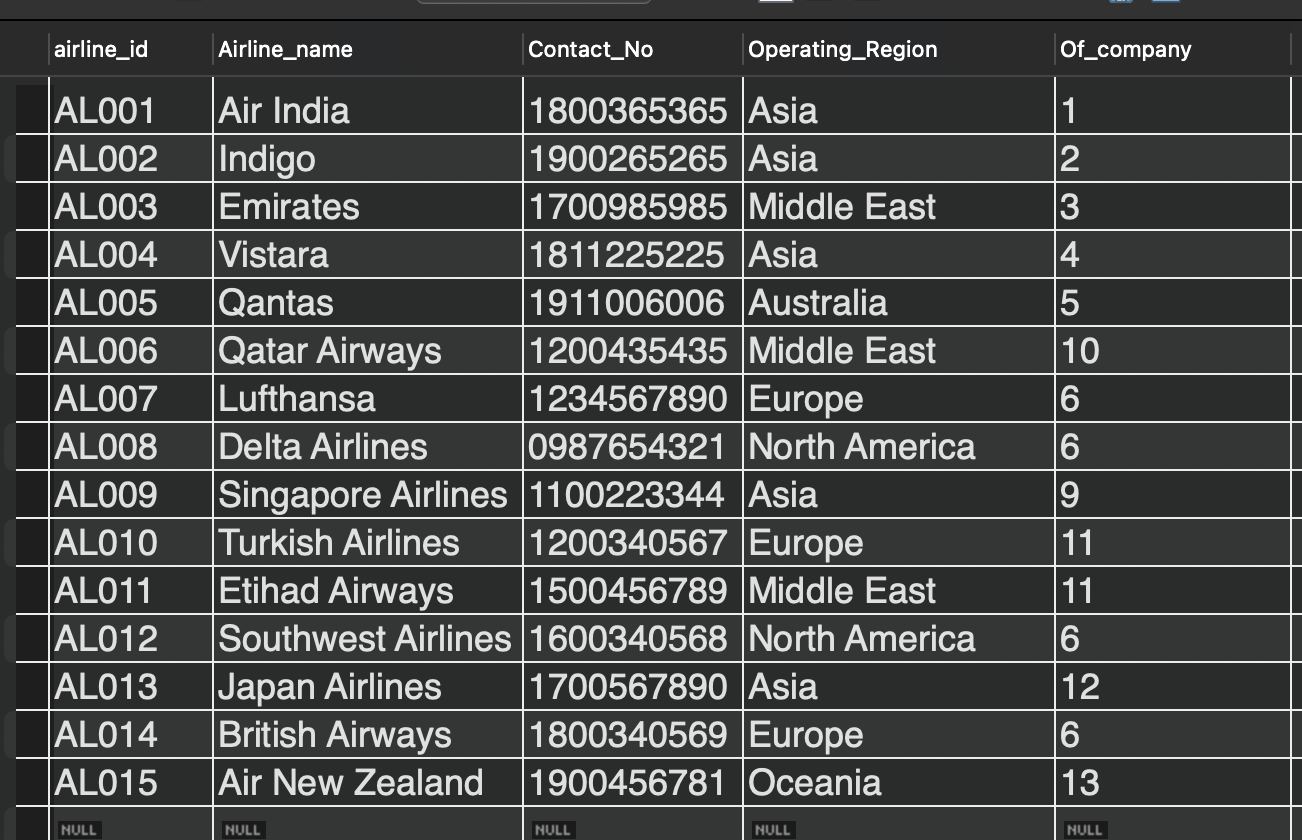 airline_id Airline_name Contact_No Operating_Region Of_company
AL001 Air India 1800365365 Asia 1
AL002 Indigo 1900265265 Asia 2
AL003 Emirates 1700985985 Middle East 3
AL004 Vistara 1811225225 Asia 4
AL005 Qantas 1911006006 Australia 5
AL006 Qatar Airways 1200435435 Middle East 10
AL007 Lufthansa 1234567890 Europe 6
AL008 Delta Airlines 0987654321 North America 6
AL009 Singapore Airlines 1100223344 Asia 9
AL010 Turkish Airlines 1200340567 Europe 11
AL011 Etihad Airways 1500456789 Middle East 11
AL012 Southwest Airlines 1600340568 North America 6
AL013 Japan Airlines 1700567890 Asia 12
AL014 British Airways 1800340569 Europe 6
AL015 Air New Zealand 1900456781 Oceania 13
NULL NULL NULL NULL NULL